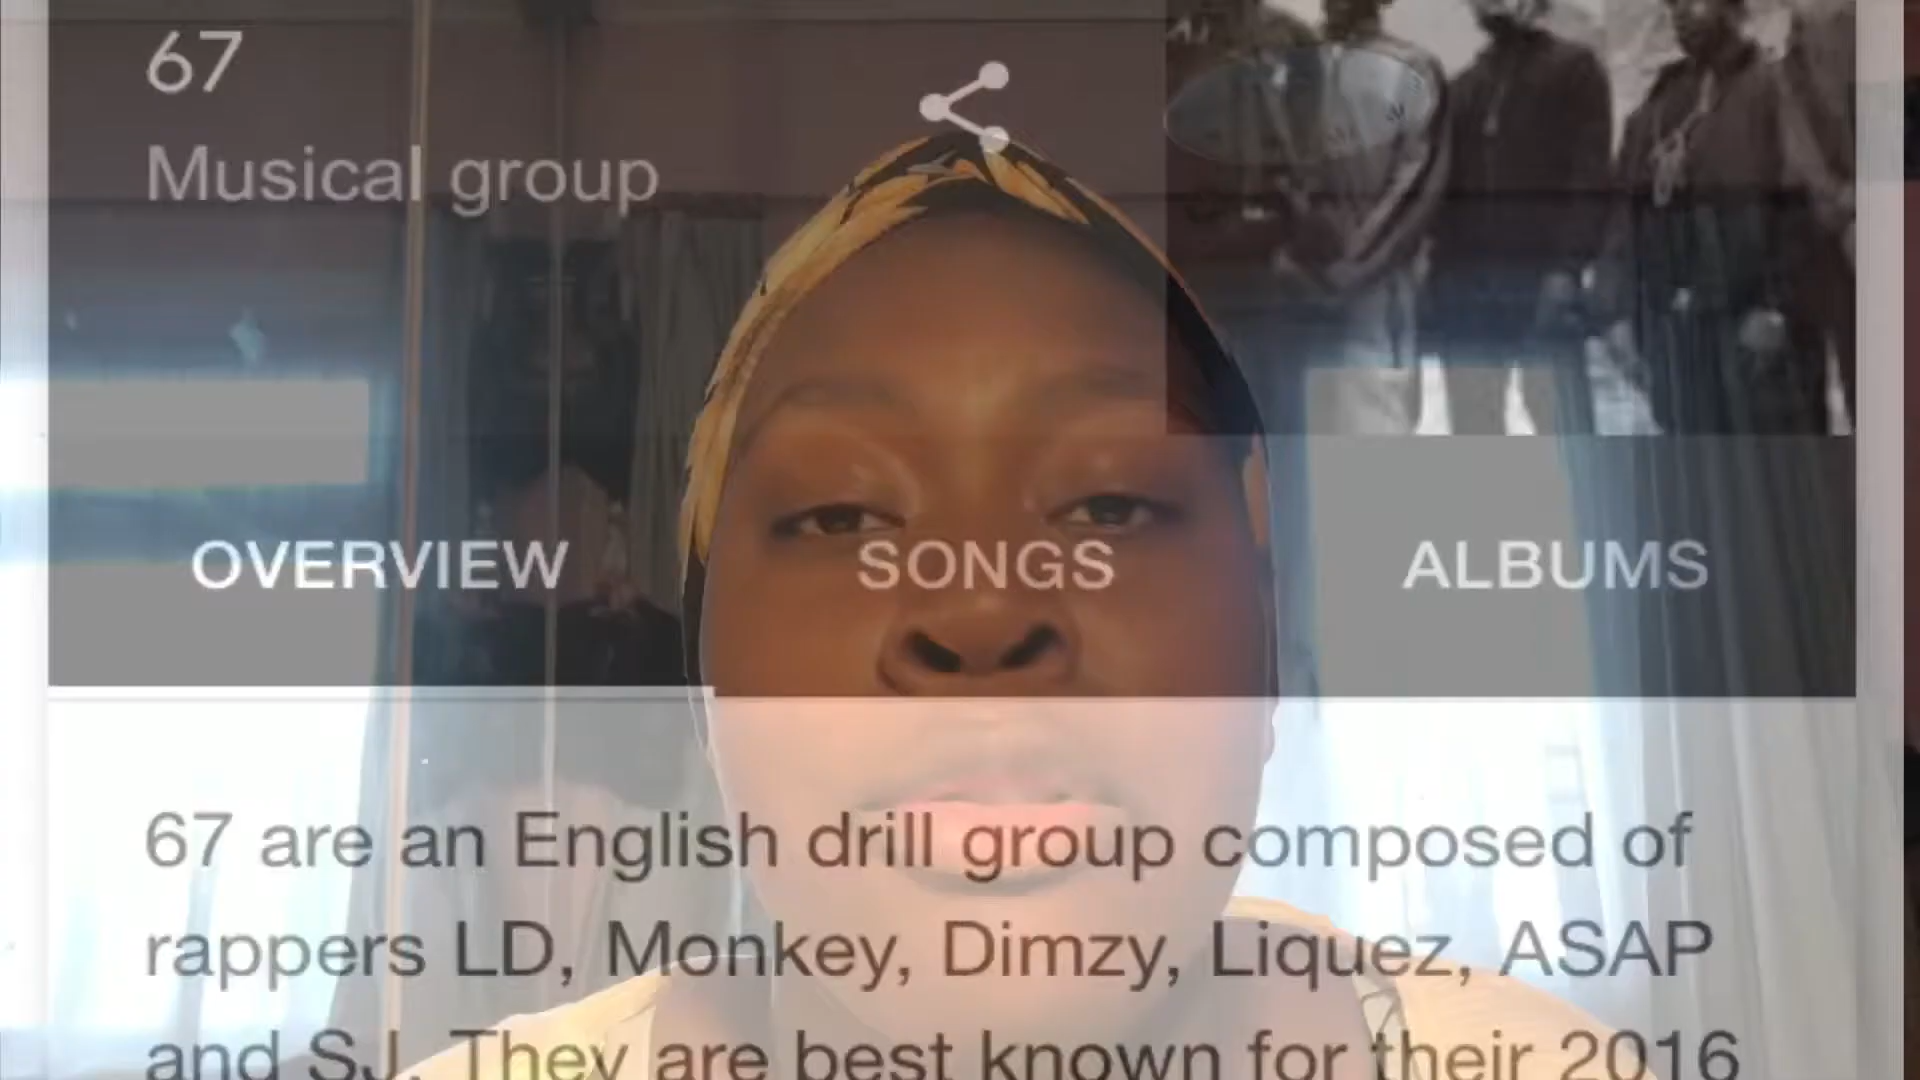 67
Musical group
OVERVIEW SONGS ALBUMS
67 are an English drill group composed of
rappers LD, Monkey, Dimzy, Liquez, ASAP
and SJ. They are best known for their 2016